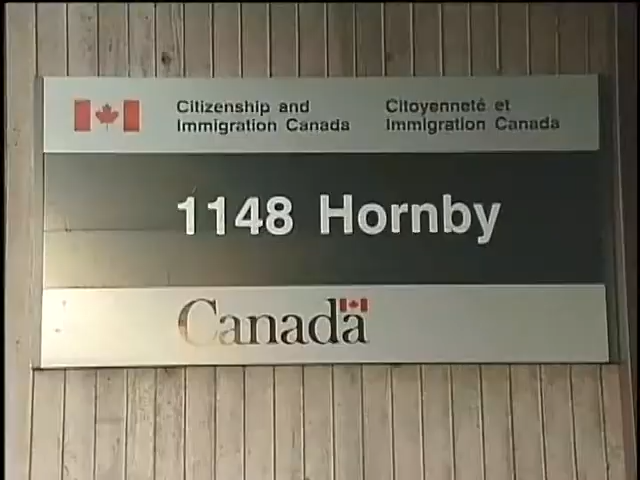 Citizenship and
Immigration Canada
Citoyenneté et
Immigration Canada
1148 Hornby
Canada